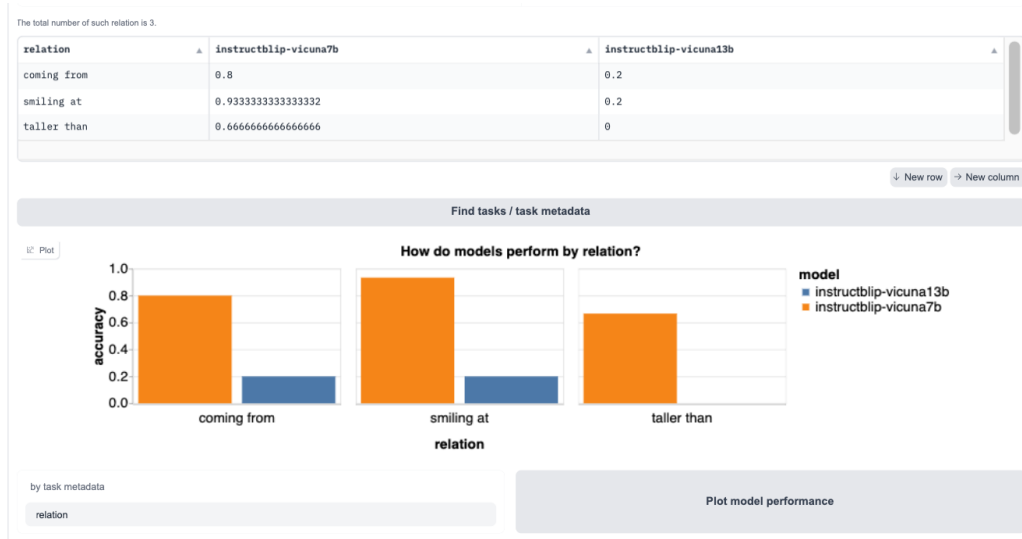 The total number of such relation is 3.
relation instructblip-vicuna7b instructblip-vicuna13b
coming from 0.8 0.2
smiling at 0.9333333333333332 0.2
taller than 0.6666666666666666 0
↓ New row → New column
Find tasks / task metadata
Plot
How do models perform by relation?
1.0
0.8
0.6
0.4
0.2
0.0
accuracy
coming from smiling at taller than
relation
model
instructblip-vicuna13b
instructblip-vicuna7b
by task metadata
relation
Plot model performance